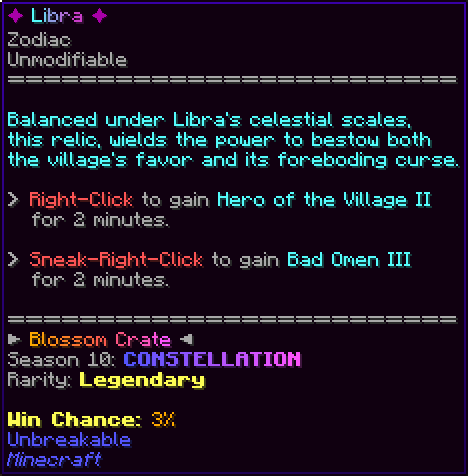 ✦ Libra ✦
Zodiac
Unmodifiable
==============================
Balanced under Libra's celestial scales,
this relic, wields the power to bestow both
the village's favor and its foreboding curse.
> Right-Click to gain Hero of the Village II
for 2 minutes.
> Sneak-Right-Click to gain Bad Omen III
for 2 minutes.
==============================
► Blossom Crate ◄
Season 10: CONSTELLATION
Rarity: Legendary
Win Chance: 3%
Unbreakable
Minecraft